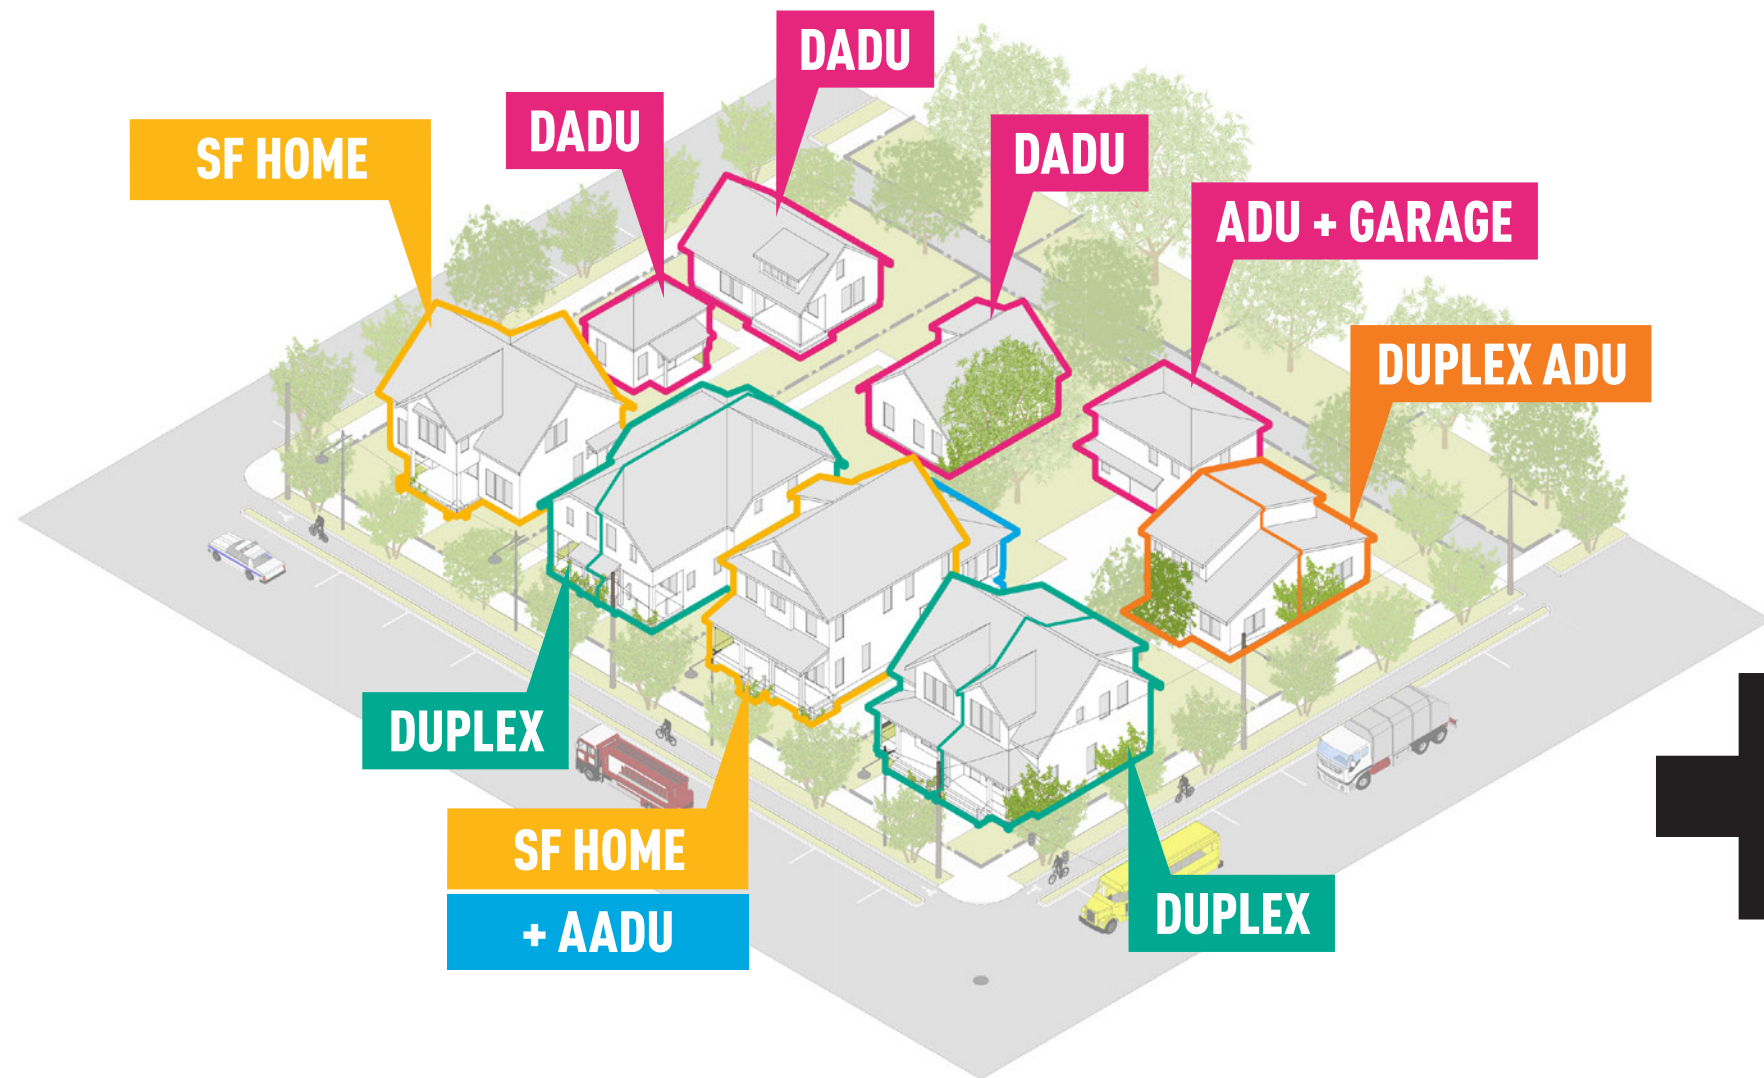 DADU
DADU
SF HOME
DADU
ADU + GARAGE
DUPLEX ADU
DUPLEX
SF HOME
+ AADU
DUPLEX